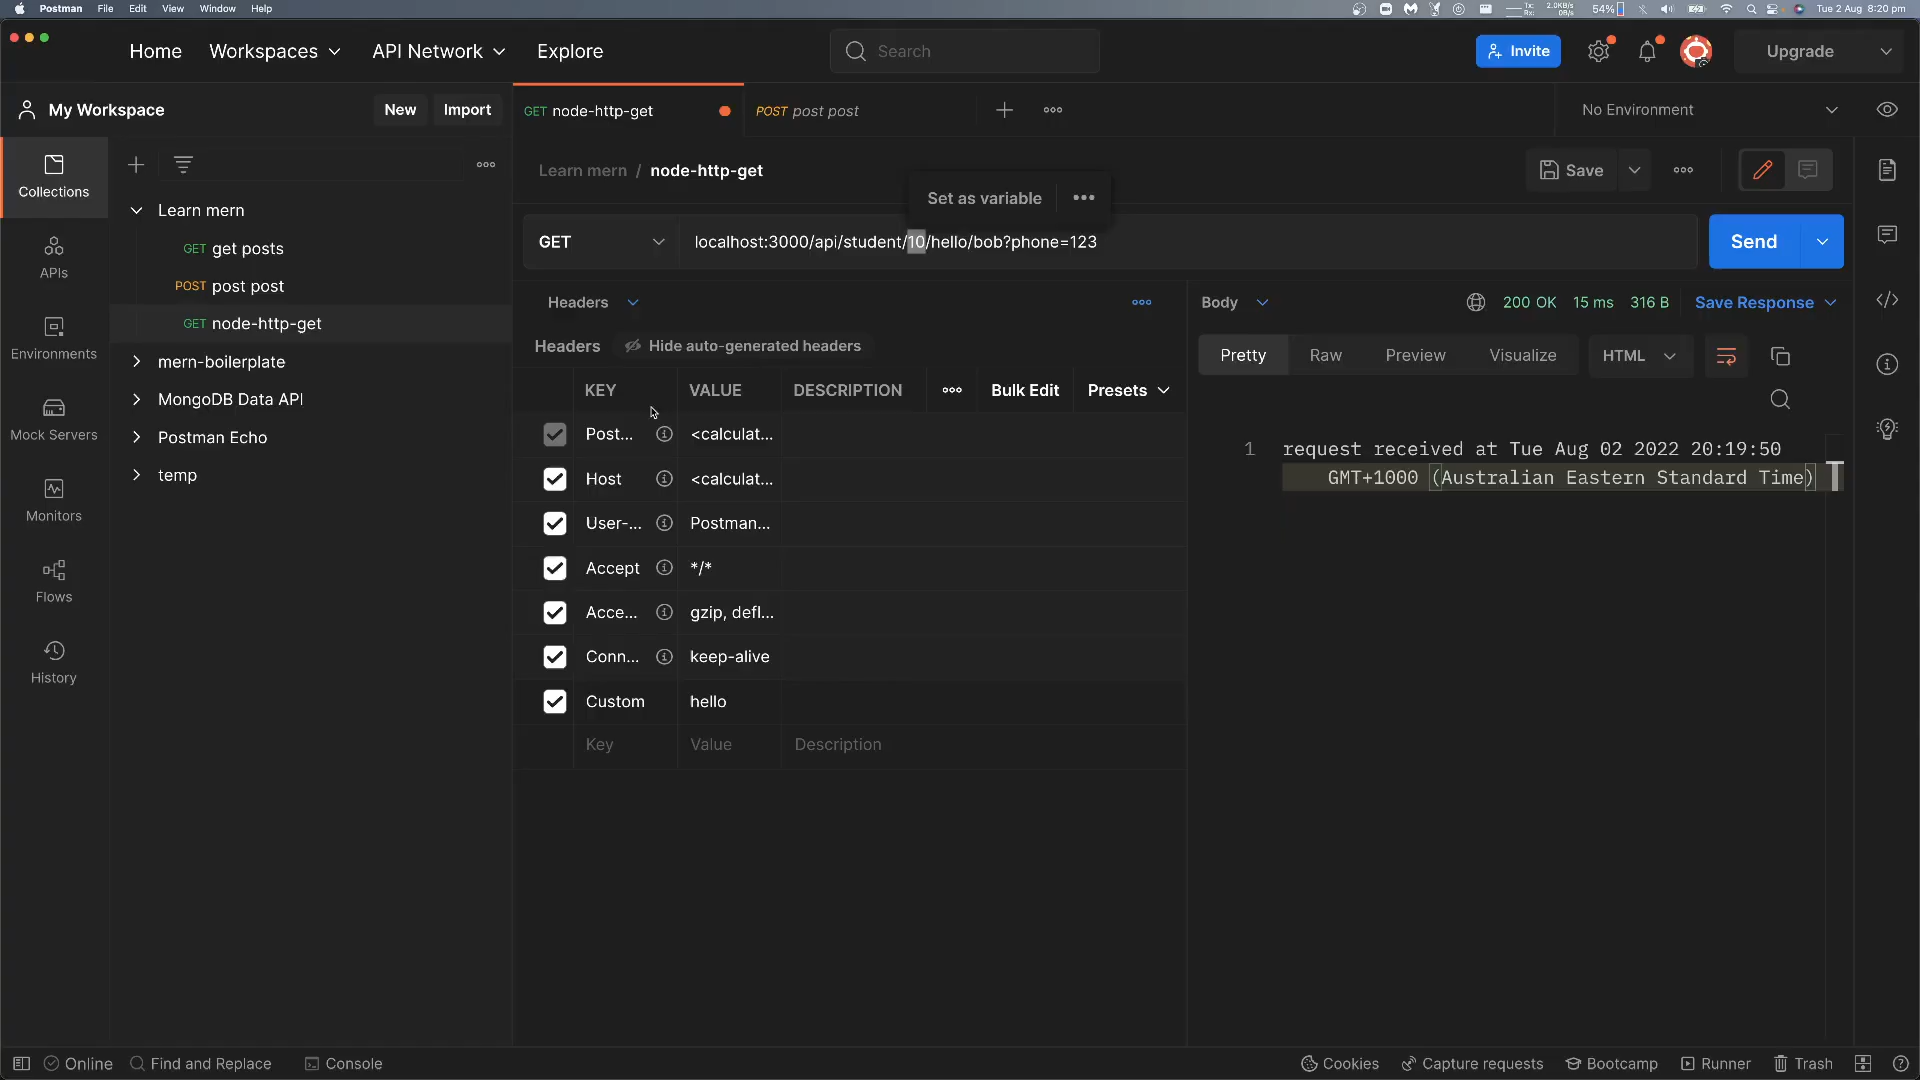 Postman File Edit View Window Help
Tx: Rx: 2.0KB/s 0B/s 54% Tue 2 Aug 8:20 pm
Home Workspaces API Network Explore Search Invite Upgrade
My Workspace New Import GET node-http-get POST post post No Environment
Collections
APIs
Environments
Mock Servers
Monitors
Flows
History
Learn mern
GET get posts
POST post post
GET node-http-get
mern-boilerplate
MongoDB Data API
Postman Echo
temp
Learn mern / node-http-get Save
Set as variable
GET localhost:3000/api/student/10/hello/bob?phone=123 Send
Headers
Headers Hide auto-generated headers
KEY VALUE DESCRIPTION Bulk Edit Presets
Post... <calculat...
Host <calculat...
User-... Postman...
Accept */*
Acce... gzip, defl...
Conn... keep-alive
Custom hello
Key Value Description
Body 200 OK 15 ms 316 B Save Response
Pretty Raw Preview Visualize HTML
1 request received at Tue Aug 02 2022 20:19:50
GMT+1000 (Australian Eastern Standard Time)
Online Find and Replace Console Cookies Capture requests Bootcamp Runner Trash